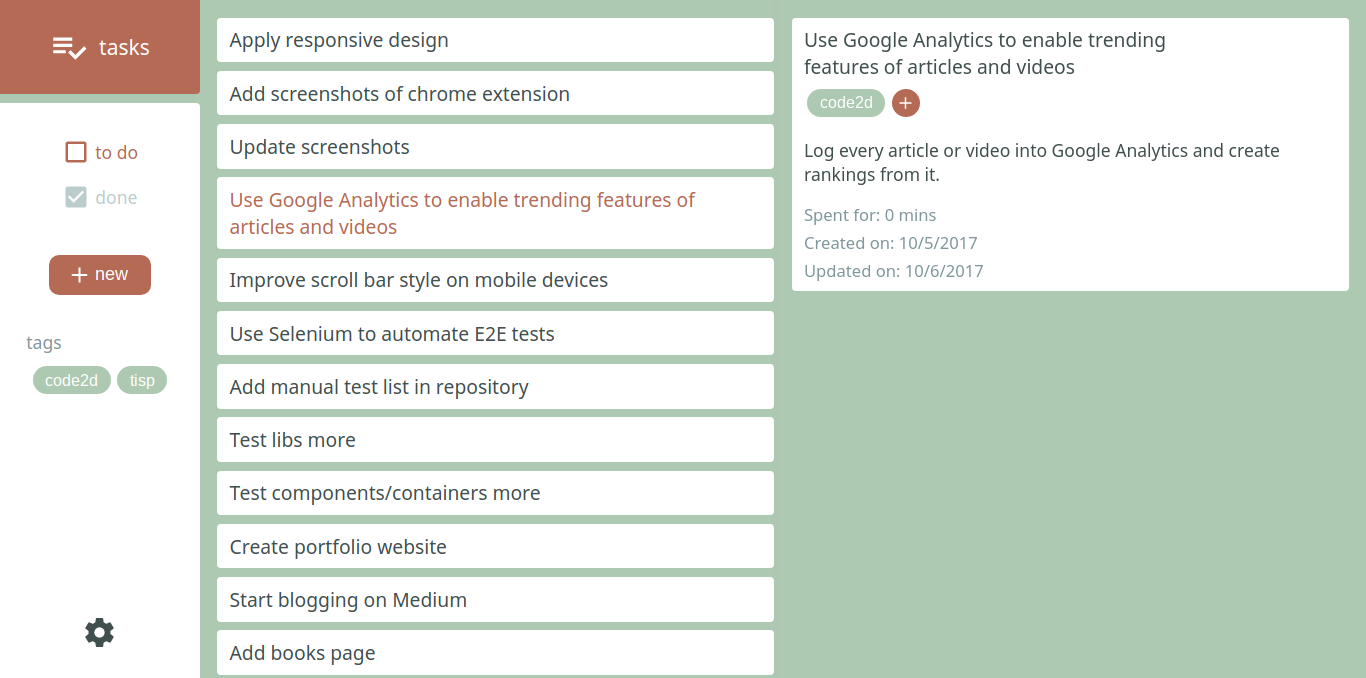 tasks
to do
done
new
tags
code2d
tisp
Apply responsive design
Add screenshots of chrome extension
Update screenshots
Use Google Analytics to enable trending features of
articles and videos
Improve scroll bar style on mobile devices
Use Selenium to automate E2E tests
Add manual test list in repository
Test libs more
Test components/containers more
Create portfolio website
Start blogging on Medium
Add books page
Use Google Analytics to enable trending
features of articles and videos
code2d
Log every article or video into Google Analytics and create
rankings from it.
Spent for: 0 mins
Created on: 10/5/2017
Updated on: 10/6/2017